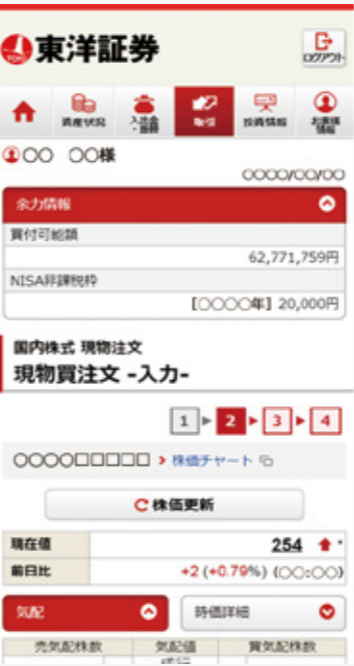 東洋証券
ログアウト
資産状況
入出金・振替
取引
投資情報
お客様情報
○○ ○○様
○○○○/○○/○○
余力情報
買付可能額
62,771,759円
NISA非課税枠
[○○○○年] 20,000円
国内株式 現物注文
現物買注文 -入力-
1 2 3 4
○○○○□□□□□ 株価チャート
株価更新
現在値 254 *
前日比 +2 (+0.79%) (○○:○○)
気配 時価詳細
売気配株数 気配値 買気配株数
成行